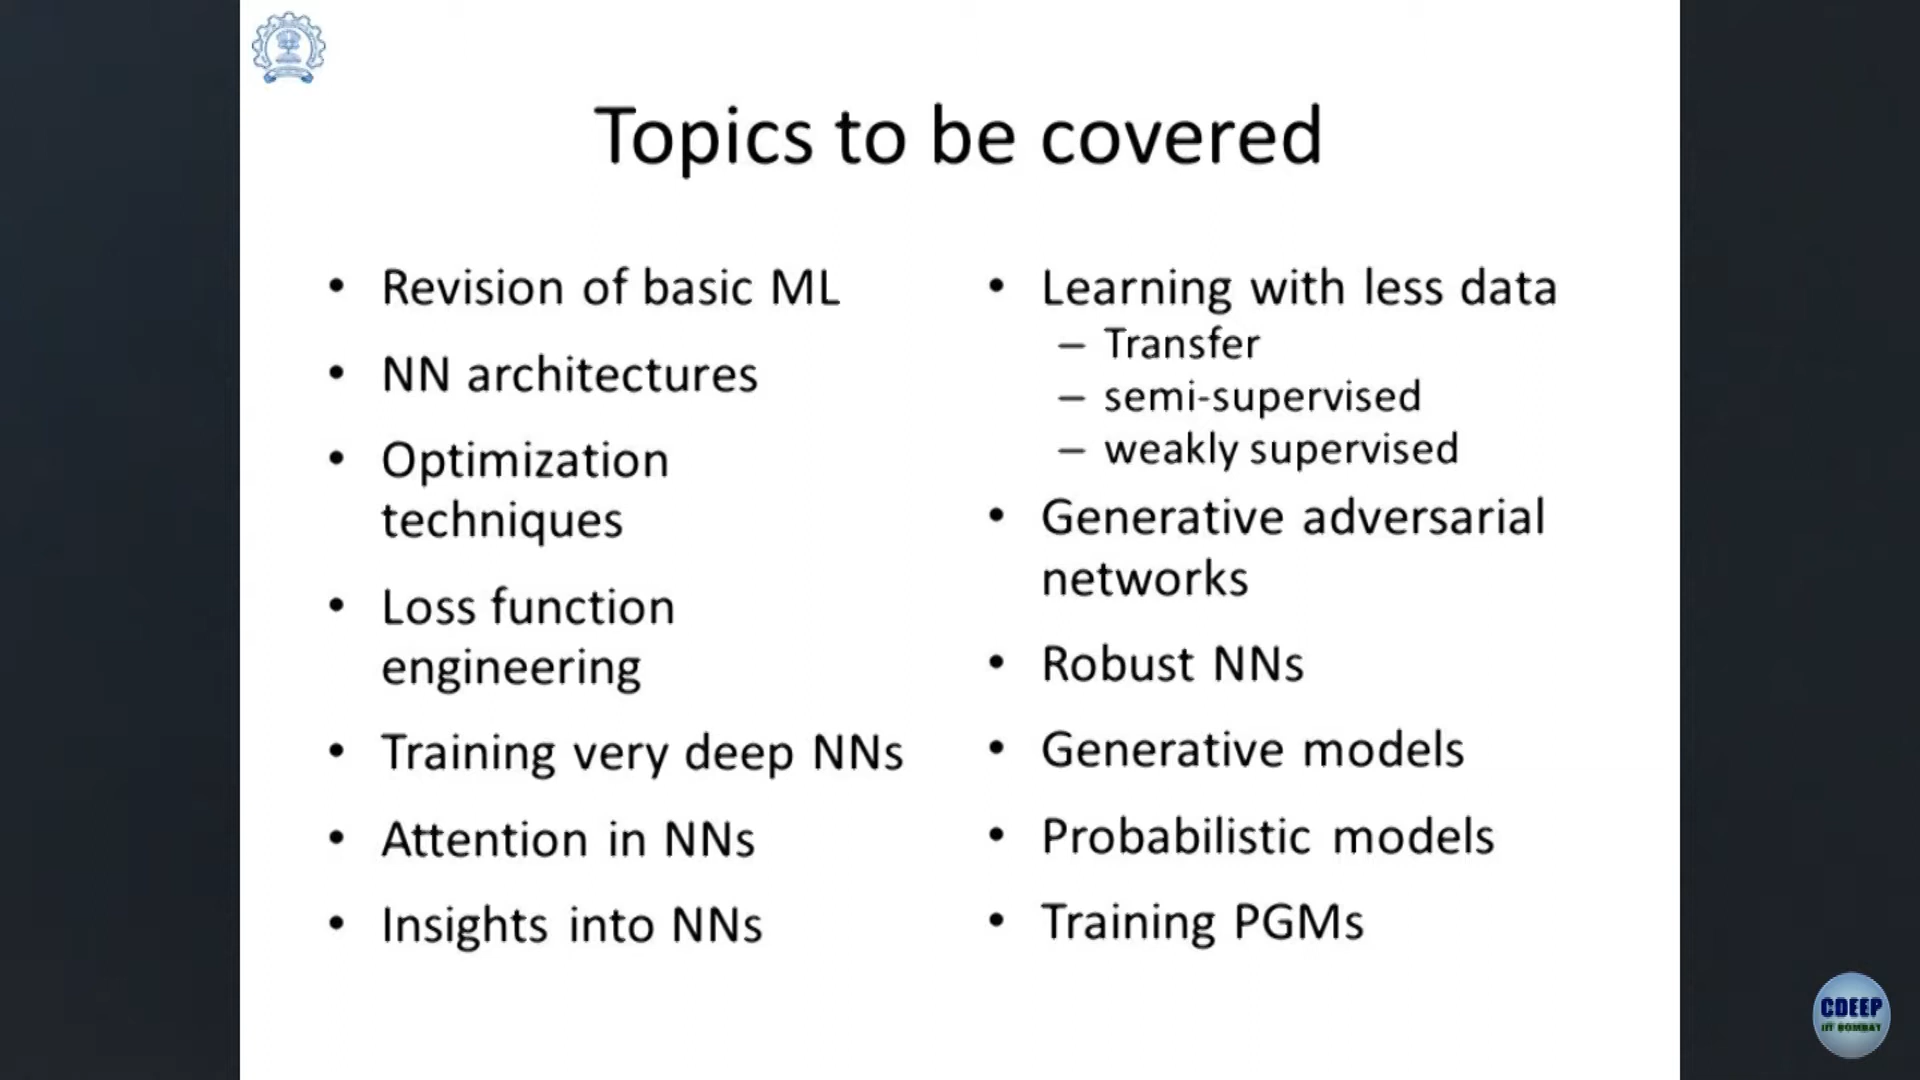 Topics to be covered
• Revision of basic ML
• NN architectures
• Optimization
techniques
• Loss function
engineering
• Training very deep NNs
• Attention in NNs
• Insights into NNs
• Learning with less data
– Transfer
– semi-supervised
– weakly supervised
• Generative adversarial
networks
• Robust NNs
• Generative models
• Probabilistic models
• Training PGMs
CDEEP
IIT BOMBAY